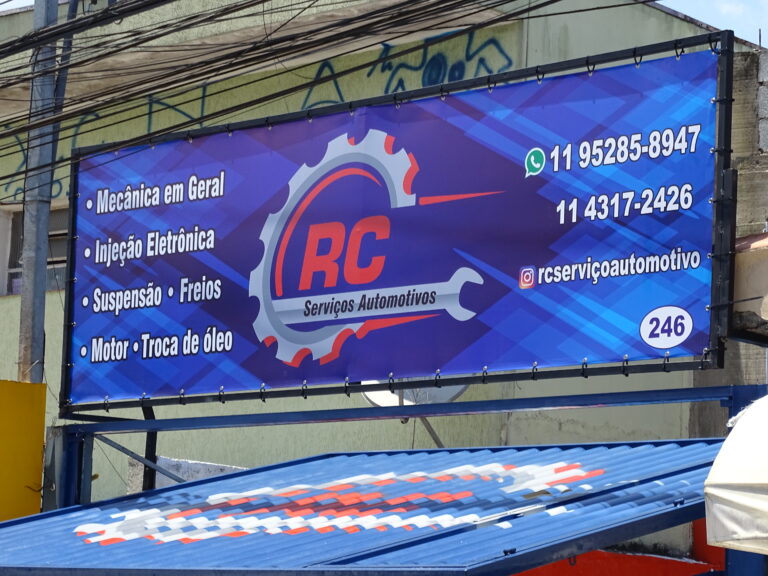 • Mecânica em Geral
• Injeção Eletrônica
• Suspensão • Freios
• Motor • Troca de óleo
RC
Serviços Automotivos
11 95285-8947
11 4317-2426
rcserviçoautomotivo
246